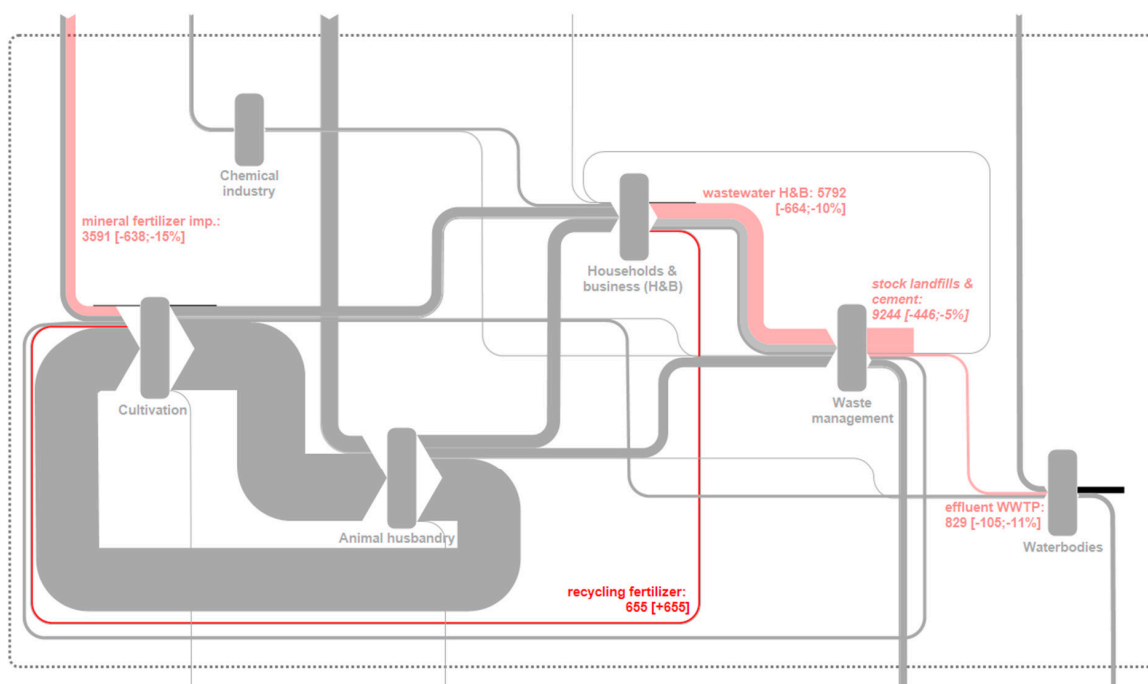 Chemical
industry
wastewater H&B: 5792
[-664;-10%]
mineral fertilizer imp.:
3591 [-638;-15%]
Households &
business (H&B)
stock landfills &
cement:
9244 [-446;-5%]
Cultivation
Waste
management
effluent WWTP:
829 [-105;-11%]
Animal husbandry
Waterbodies
recycling fertilizer:
655 [+655]